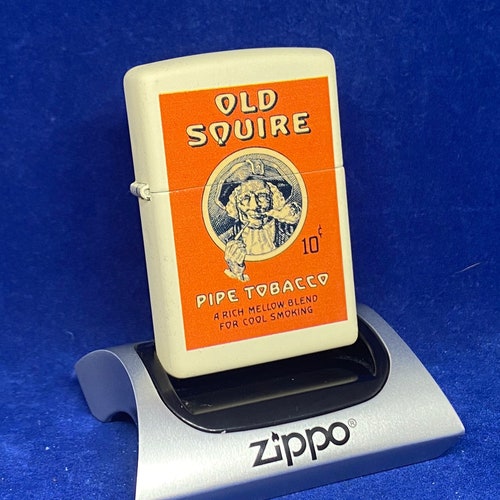 OLD
SQUIRE
10¢
PIPE TOBACCO
A RICH MELLOW BLEND
FOR COOL SMOKING
zippo®